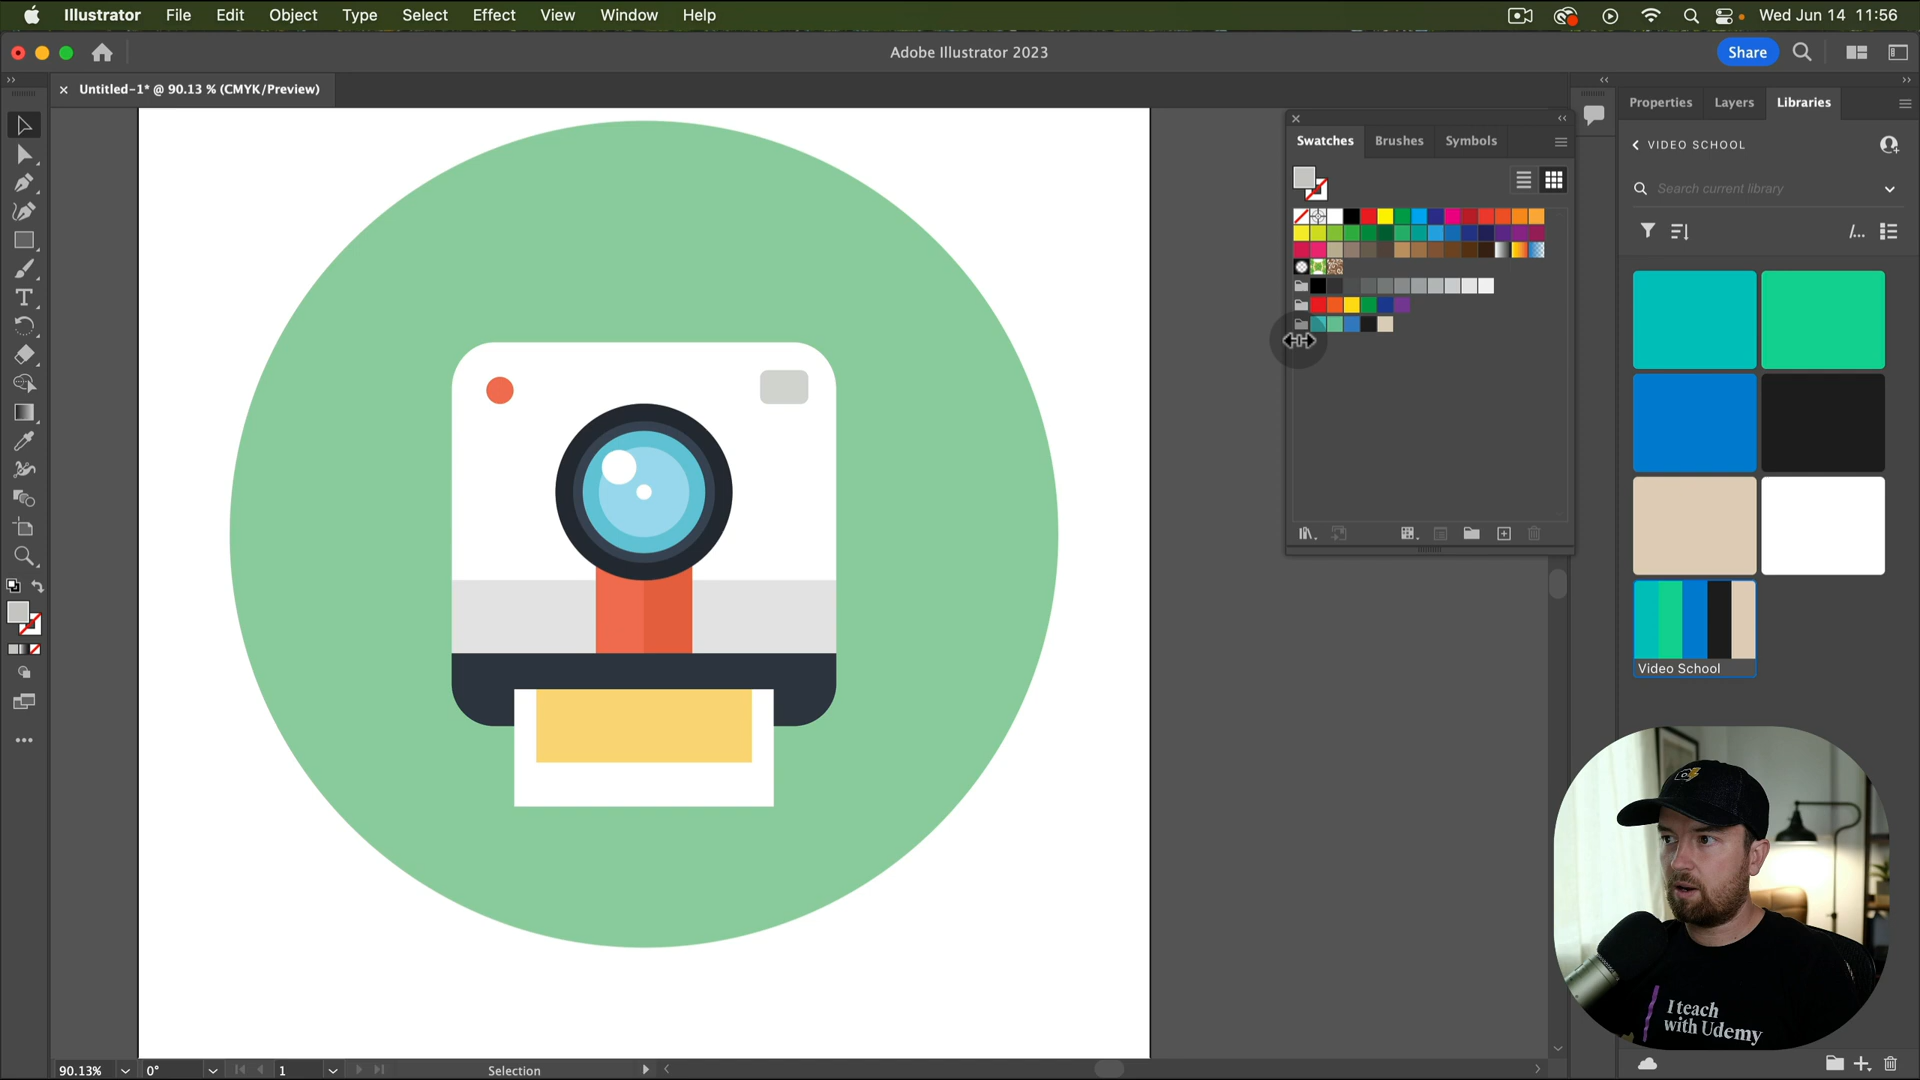 Illustrator File Edit Object Type Select Effect View Window Help
Wed Jun 14 11:56
Adobe Illustrator 2023
Share
Untitled-1* @ 90.13 % (CMYK/Preview)
Properties Layers Libraries
Swatches Brushes Symbols
VIDEO SCHOOL
Search current library
Video School
I teach
with Udemy
90.13%
0°
1
Selection